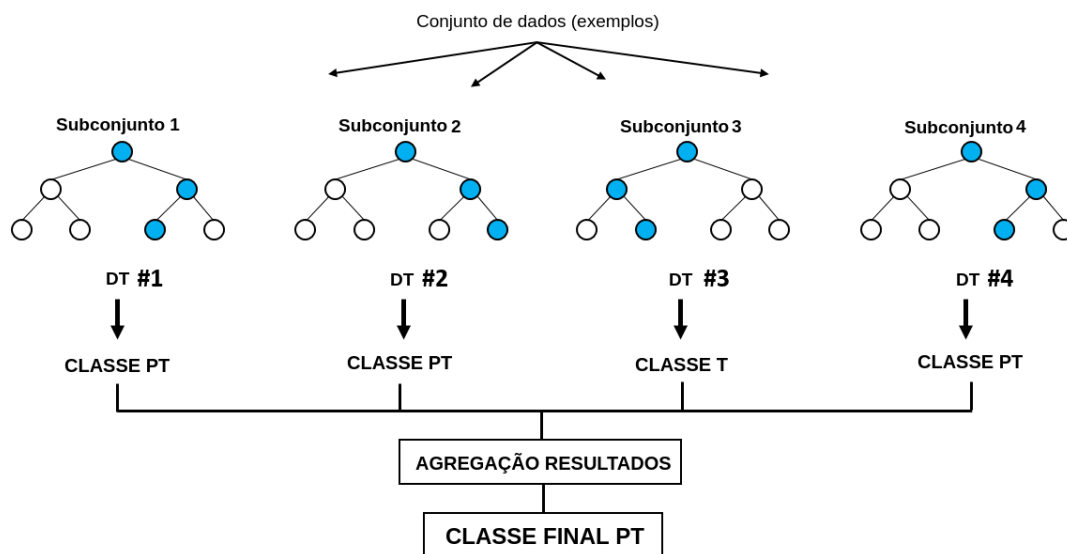 Conjunto de dados (exemplos)
Subconjunto 1
Subconjunto 2
Subconjunto 3
Subconjunto 4
DT #1
DT #2
DT #3
DT #4
CLASSE PT
CLASSE PT
CLASSE T
CLASSE PT
AGREGAÇÃO RESULTADOS
CLASSE FINAL PT